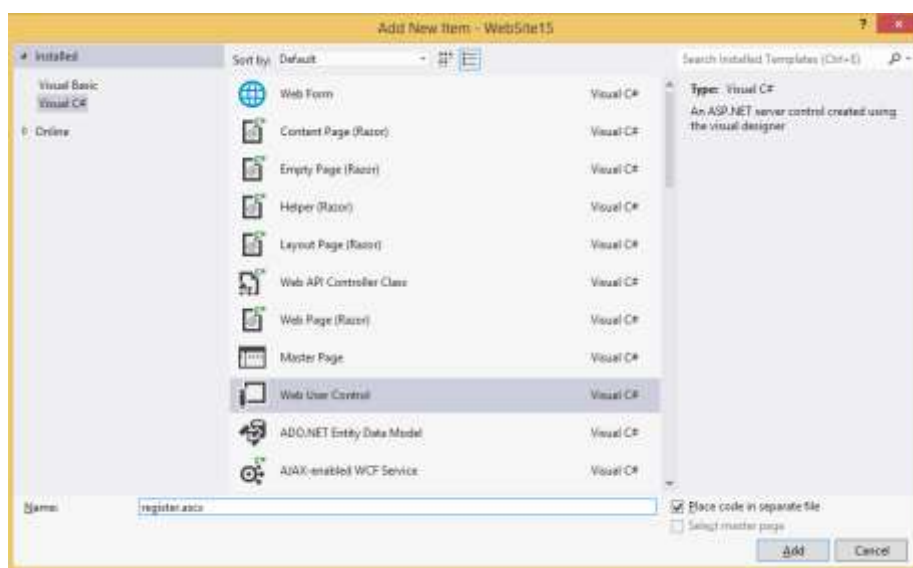 Add New Item - WebSite15
?
Installed
Sort by: Default
Search Installed Templates (Ctrl+E)
Visual Basic
Visual C#
Online
Web Form Visual C#
Content Page (Razor) Visual C#
Empty Page (Razor) Visual C#
Helper (Razor) Visual C#
Layout Page (Razor) Visual C#
Web API Controller Class Visual C#
Web Page (Razor) Visual C#
Master Page Visual C#
Web User Control Visual C#
ADO.NET Entity Data Model Visual C#
AJAX-enabled WCF Service Visual C#
Type: Visual C#
An ASP.NET server control created using
the visual designer
Name: register.ascx
Place code in separate file
Select master page
Add Cancel